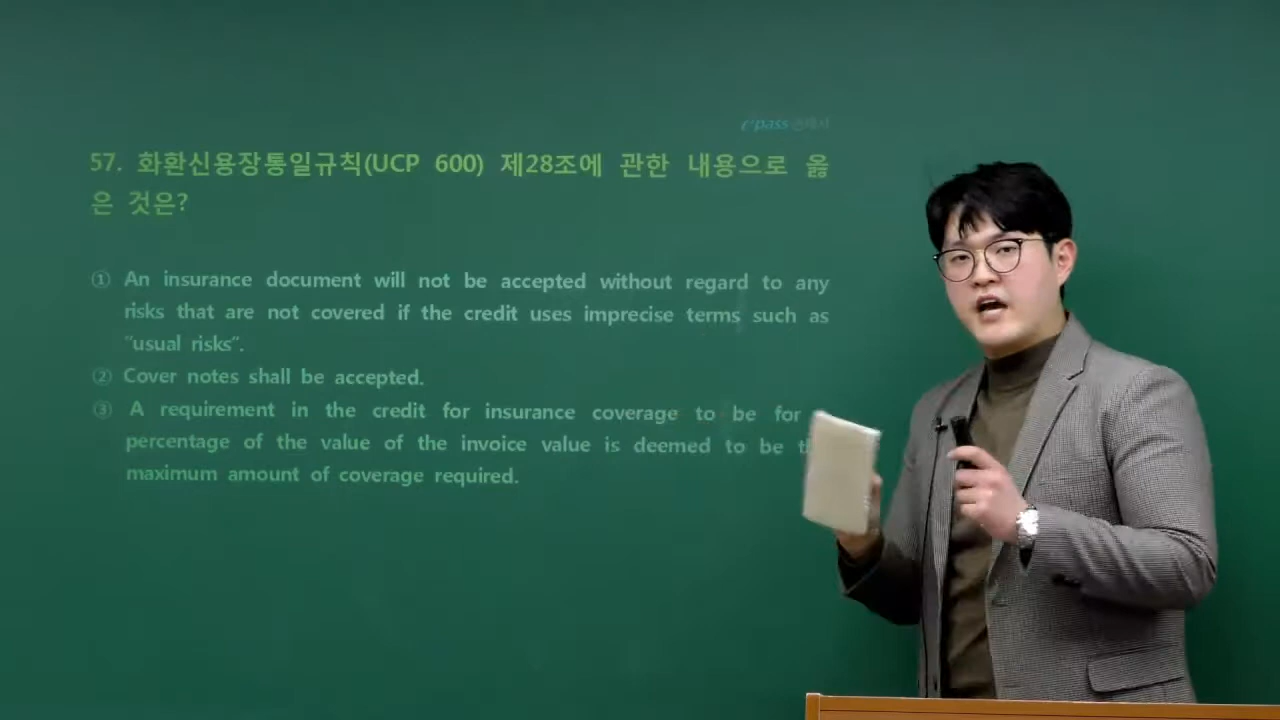 e·pass 관세사
57. 화환신용장통일규칙(UCP 600) 제28조에 관한 내용으로 옳
은 것은?
① An insurance document will not be accepted without regard to any
risks that are not covered if the credit uses imprecise terms such as
"usual risks".
② Cover notes shall be accepted.
③ A requirement in the credit for insurance coverage to be for
percentage of the value of the invoice value is deemed to be
maximum amount of coverage required.